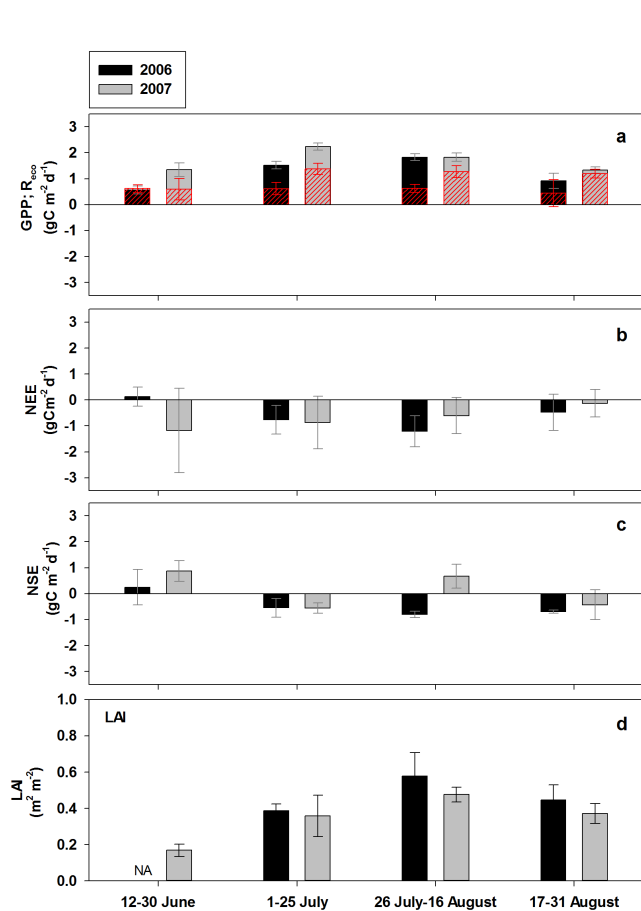 2006
2007
a
GPP; Reco
(gC m-2 d-1)
3
2
1
0
-1
-2
-3
b
NEE
(gCm-2 d-1)
3
2
1
0
-1
-2
-3
c
NSE
(gC m-2 d-1)
3
2
1
0
-1
-2
-3
LAI
d
LAI
(m2 m-2)
1.0
0.8
0.6
0.4
0.2
0.0
NA
12-30 June 1-25 July 26 July-16 August 17-31 August